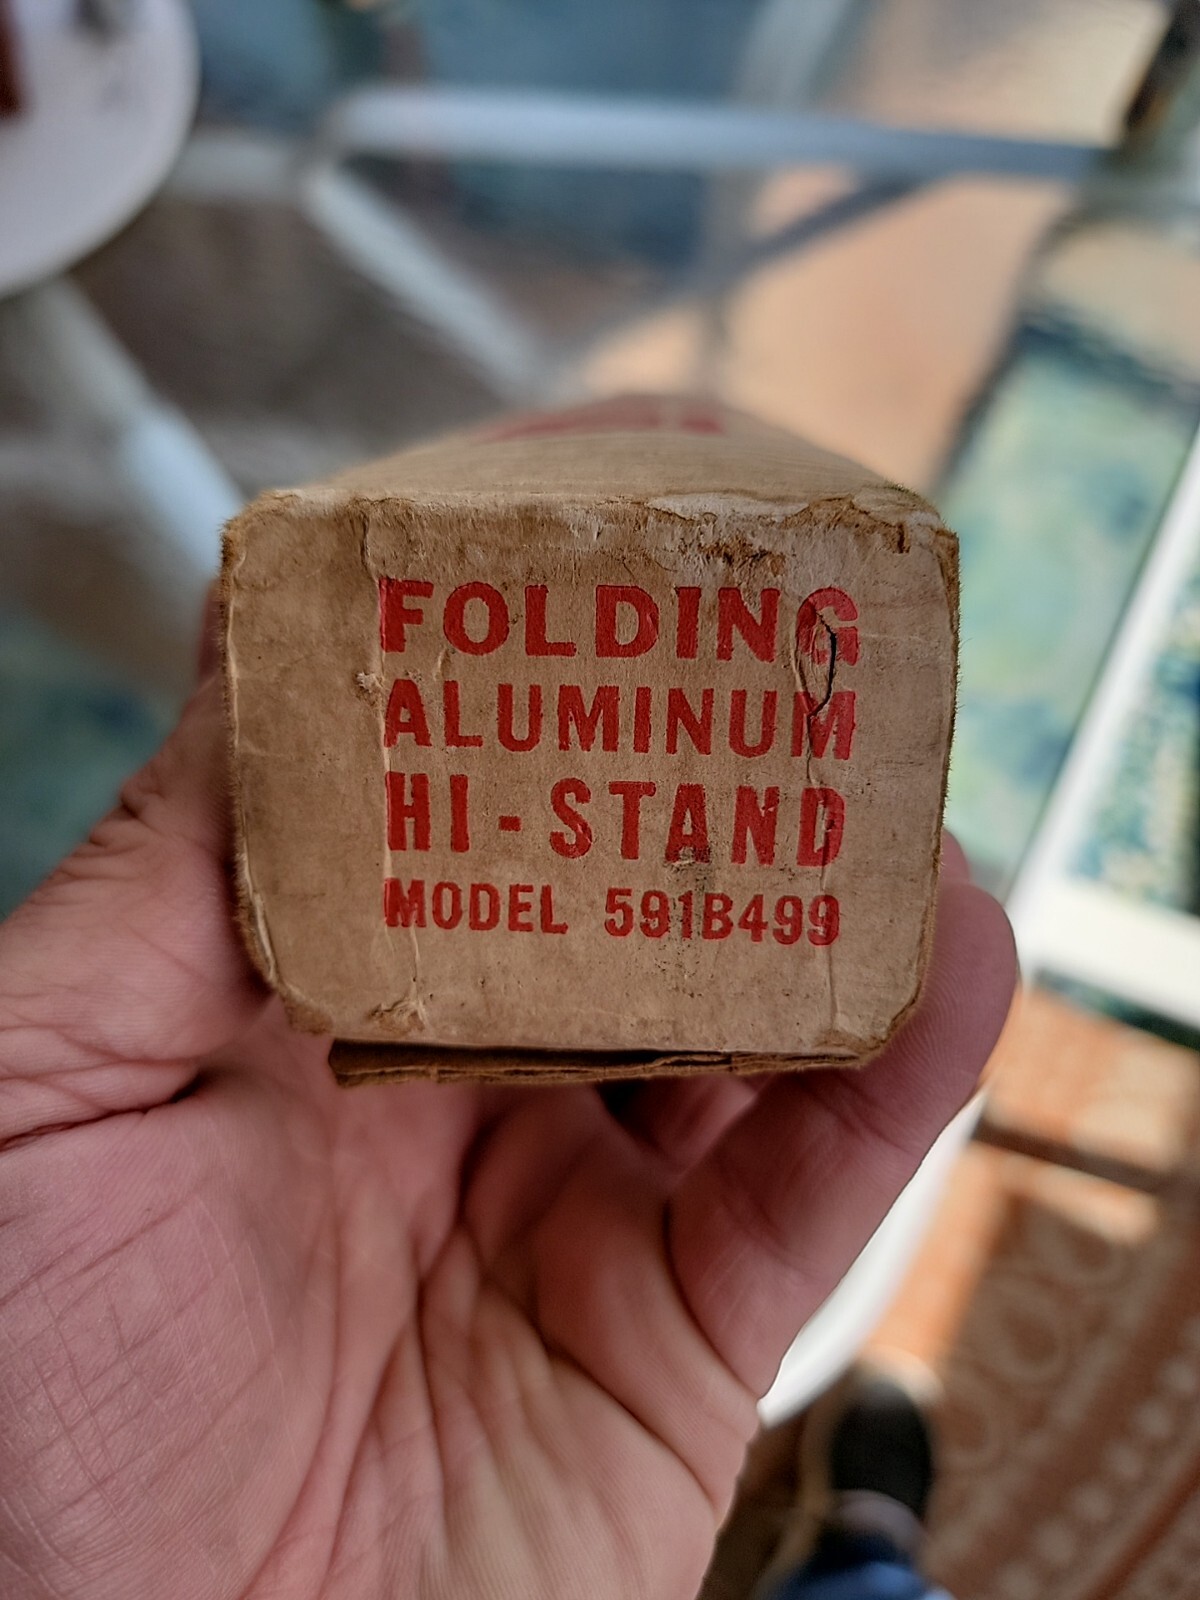 FOLDING
ALUMINUM
HI-STAND
MODEL 591B499